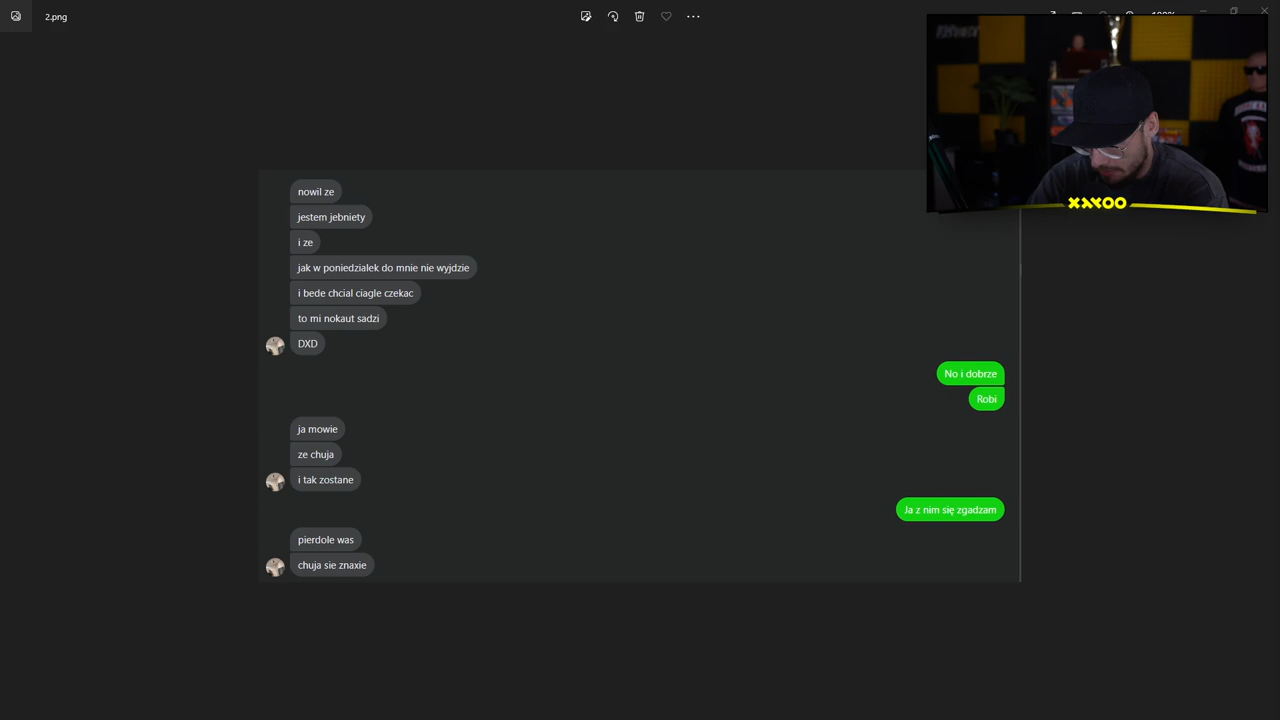 2.png
nowil ze
jestem jebniety
i ze
jak w poniedzialek do mnie nie wyjdzie
i bede chcial ciagle czekac
to mi nokaut sadzi
DXD
No i dobrze
Robi
ja mowie
ze chuja
i tak zostane
Ja z nim się zgadzam
pierdole was
chuja sie znaxie
XAYOO